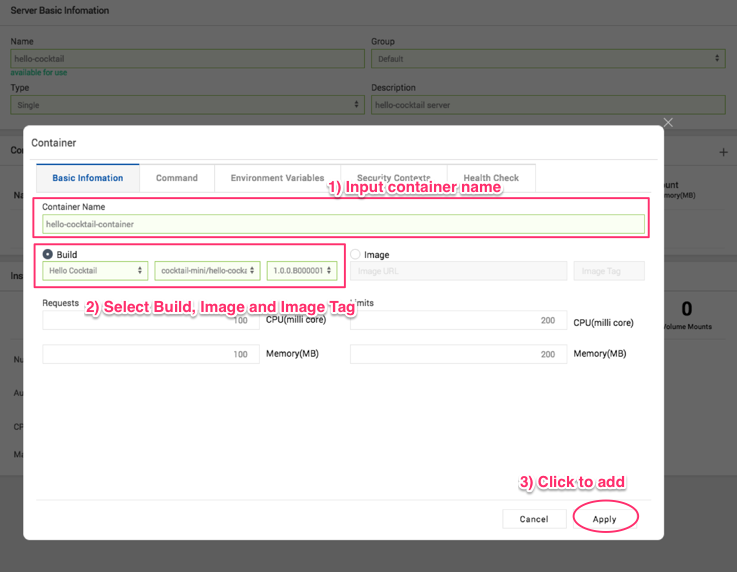 Server Basic Infomation
Name
Group
hello-cocktail
Default
available for use
Type
Description
Single
hello-cocktail server
Container
Basic Infomation
Command
Environment Variables
Security Contexts
Health Check
1) Input container name
Container Name
hello-cocktail-container
Build
Image
Hello Cocktail
cocktail-mini/hello-cocka
1.0.0.B000001
Image URL
Image Tag
2) Select Build, Image and Image Tag
Requests
Limits
100
CPU(milli core)
200
CPU(milli core)
100
Memory(MB)
200
Memory(MB)
0
Volume Mounts
3) Click to add
Cancel
Apply